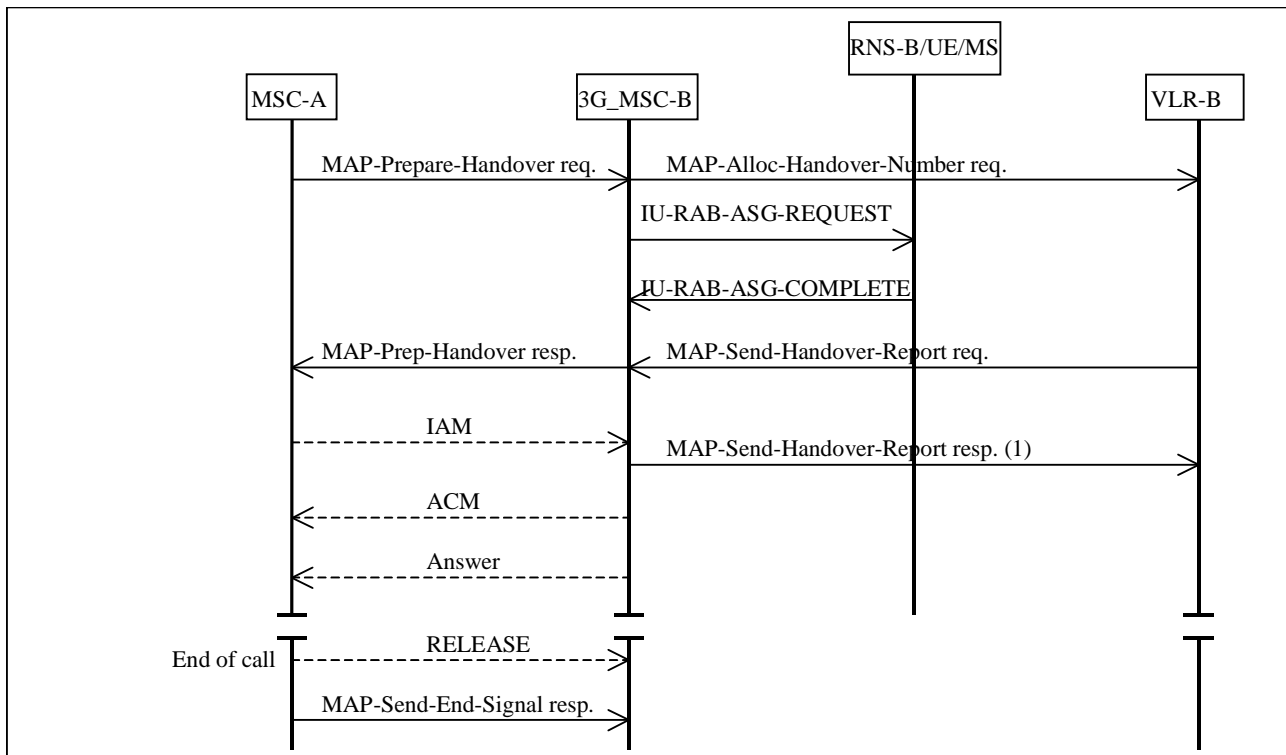 RNS-B/UE/MS
MSC-A
3G_MSC-B
VLR-B
MAP-Prepare-Handover req.
MAP-Alloc-Handover-Number req.
IU-RAB-ASG-REQUEST
IU-RAB-ASG-COMPLETE
MAP-Prep-Handover resp.
MAP-Send-Handover-Report req.
IAM
MAP-Send-Handover-Report resp. (1)
ACM
Answer
RELEASE
End of call
MAP-Send-End-Signal resp.